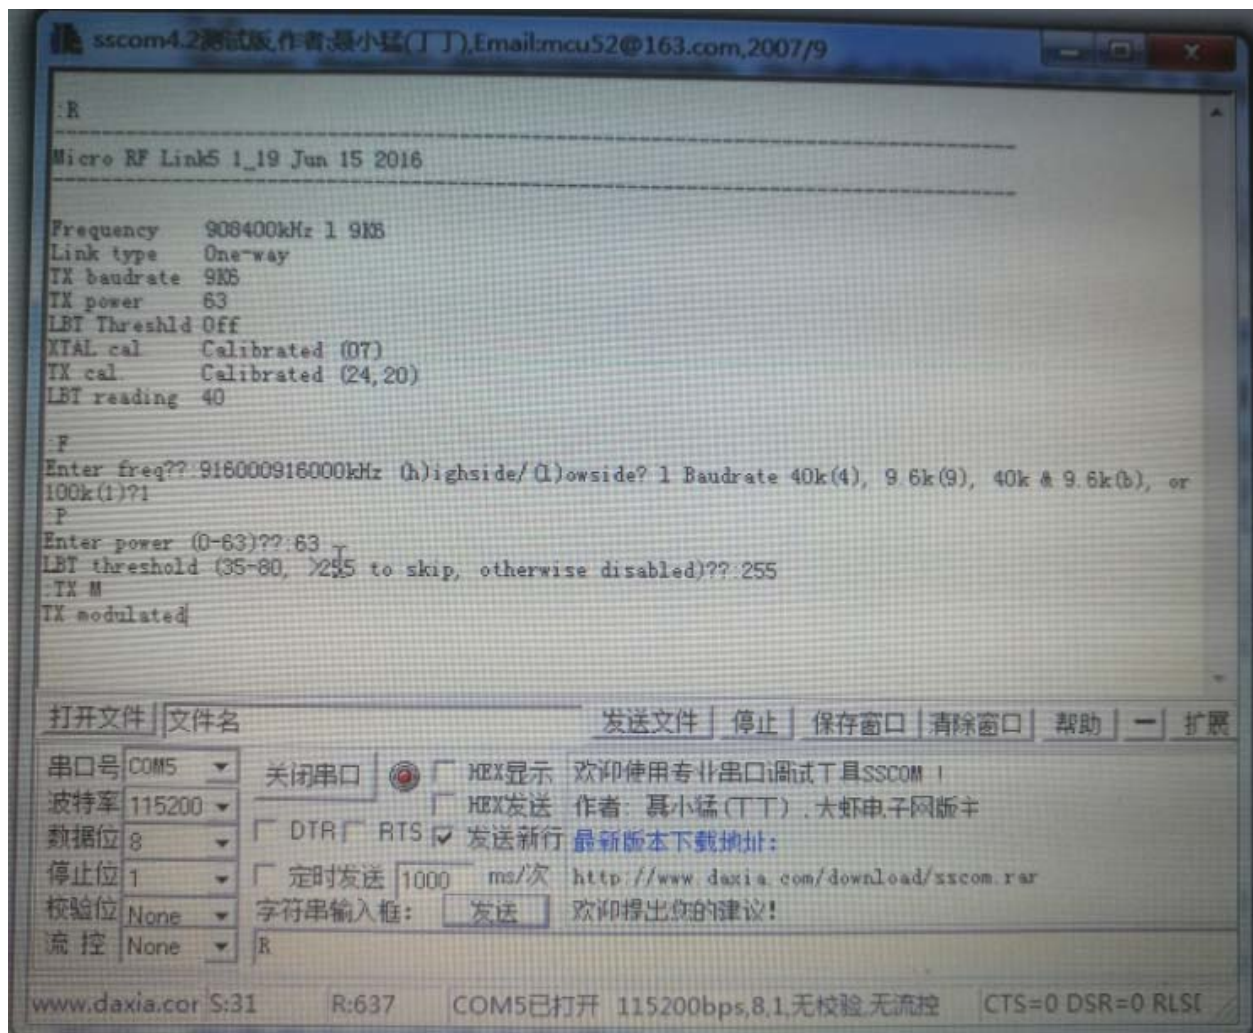 sscom4.2测试版,作者:聂小猛(丁丁),Email:mcu52@163.com,2007/9
:R
Micro RF Link5 1_19 Jun 15 2016
Frequency 908400kHz l 9K6
Link type One-way
TX baudrate 9K6
TX power 63
LBT Threshld Off
XTAL cal Calibrated (07)
TX cal Calibrated (24,20)
LBT reading 40
:F
Enter freq??:916000916000kHz (h)ighside/(l)owside? l Baudrate 40k(4), 9.6k(9), 40k & 9.6k(b), or
100k(1)?1
:P
Enter power (0-63)??:63
LBT threshold (35-80, >255 to skip, otherwise disabled)??:255
:TX M
TX modulated
打开文件 文件名 发送文件 停止 保存窗口 清除窗口 帮助 一 扩展
串口号 COM5 关闭串口 HEX显示 欢迎使用专业串口调试工具SSCOM !
波特率 115200 HEX发送 作者: 聂小猛(丁丁),大虾电子网版主
数据位 8 DTR RTS 发送新行 最新版本下载地址:
停止位 1 定时发送 1000 ms/次 http://www.daxia.com/download/sscom.rar
校验位 None 字符串输入框: 发送 欢迎提出您的建议!
流 控 None R
www.daxia.cor S:31 R:637 COM5已打开 115200bps,8,1,无校验,无流控 CTS=0 DSR=0 RLSI